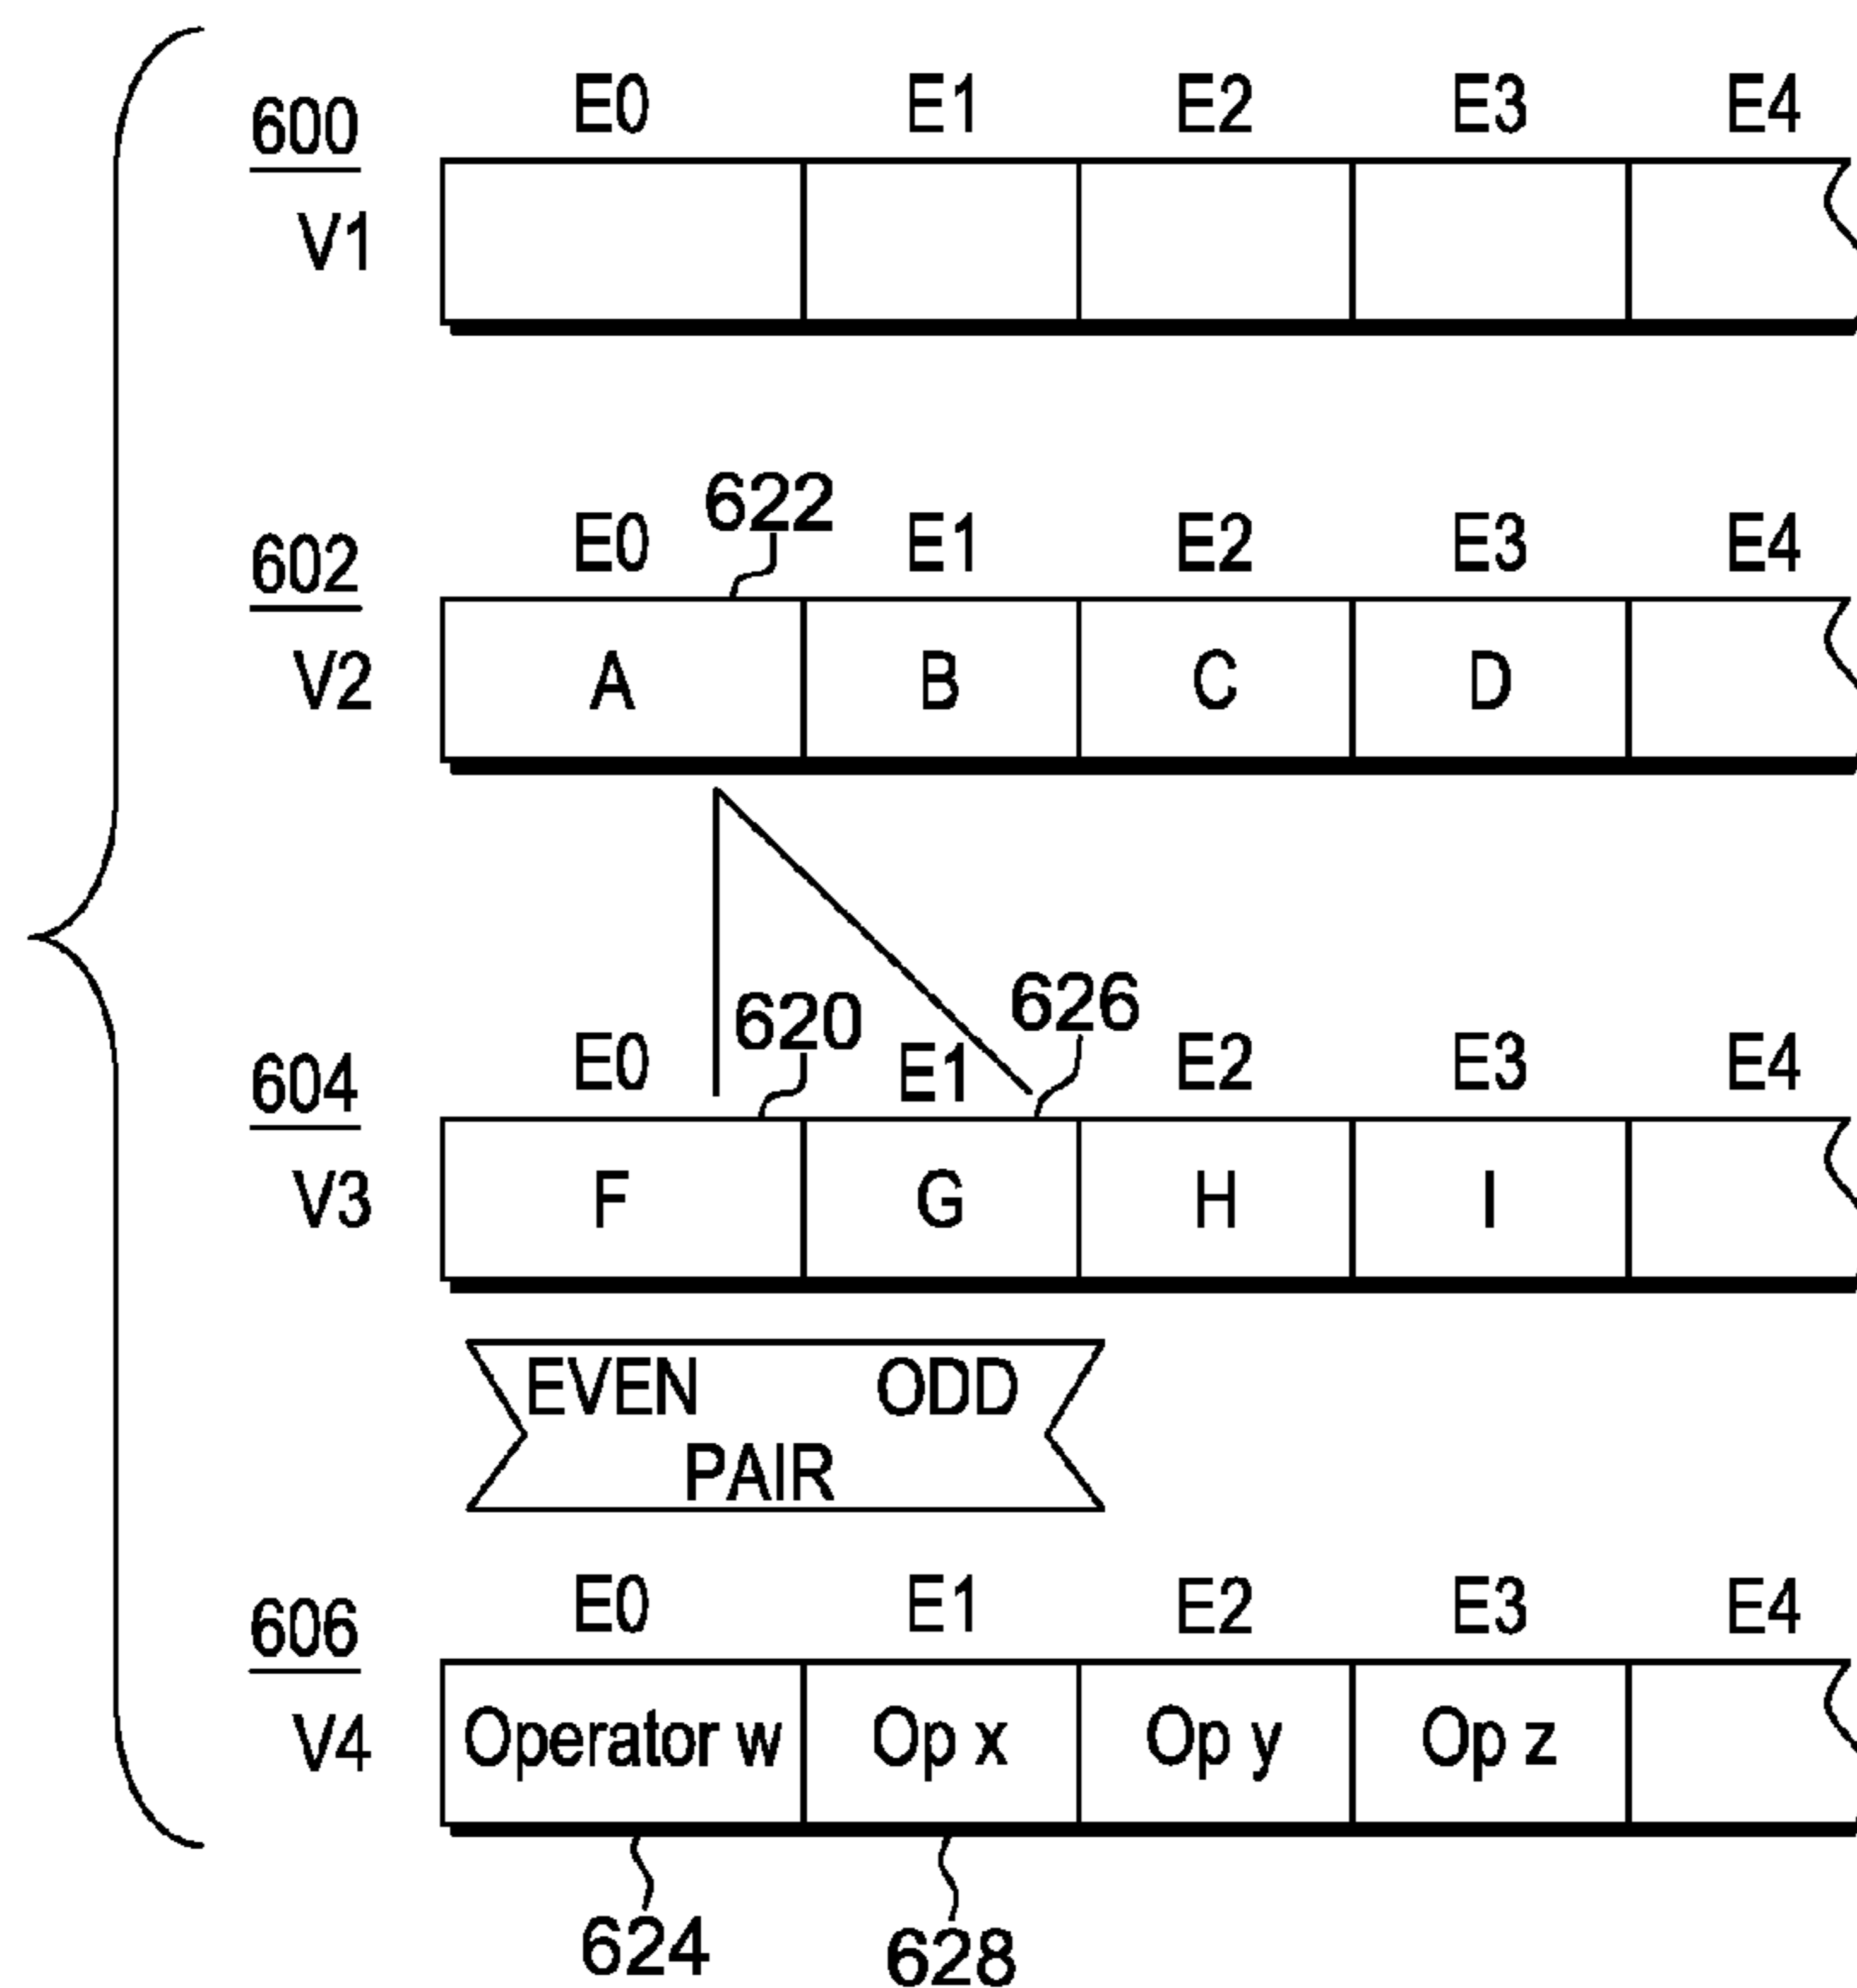 E0 E1 E2 E3 E4
600
V1
622
E0 E1 E2 E3 E4
602
V2 A B C D
620 626
E0 E1 E2 E3 E4
604
V3 F G H I
EVEN ODD
PAIR
E0 E1 E2 E3 E4
606
V4 Operator w Op x Op y Op z
624 628